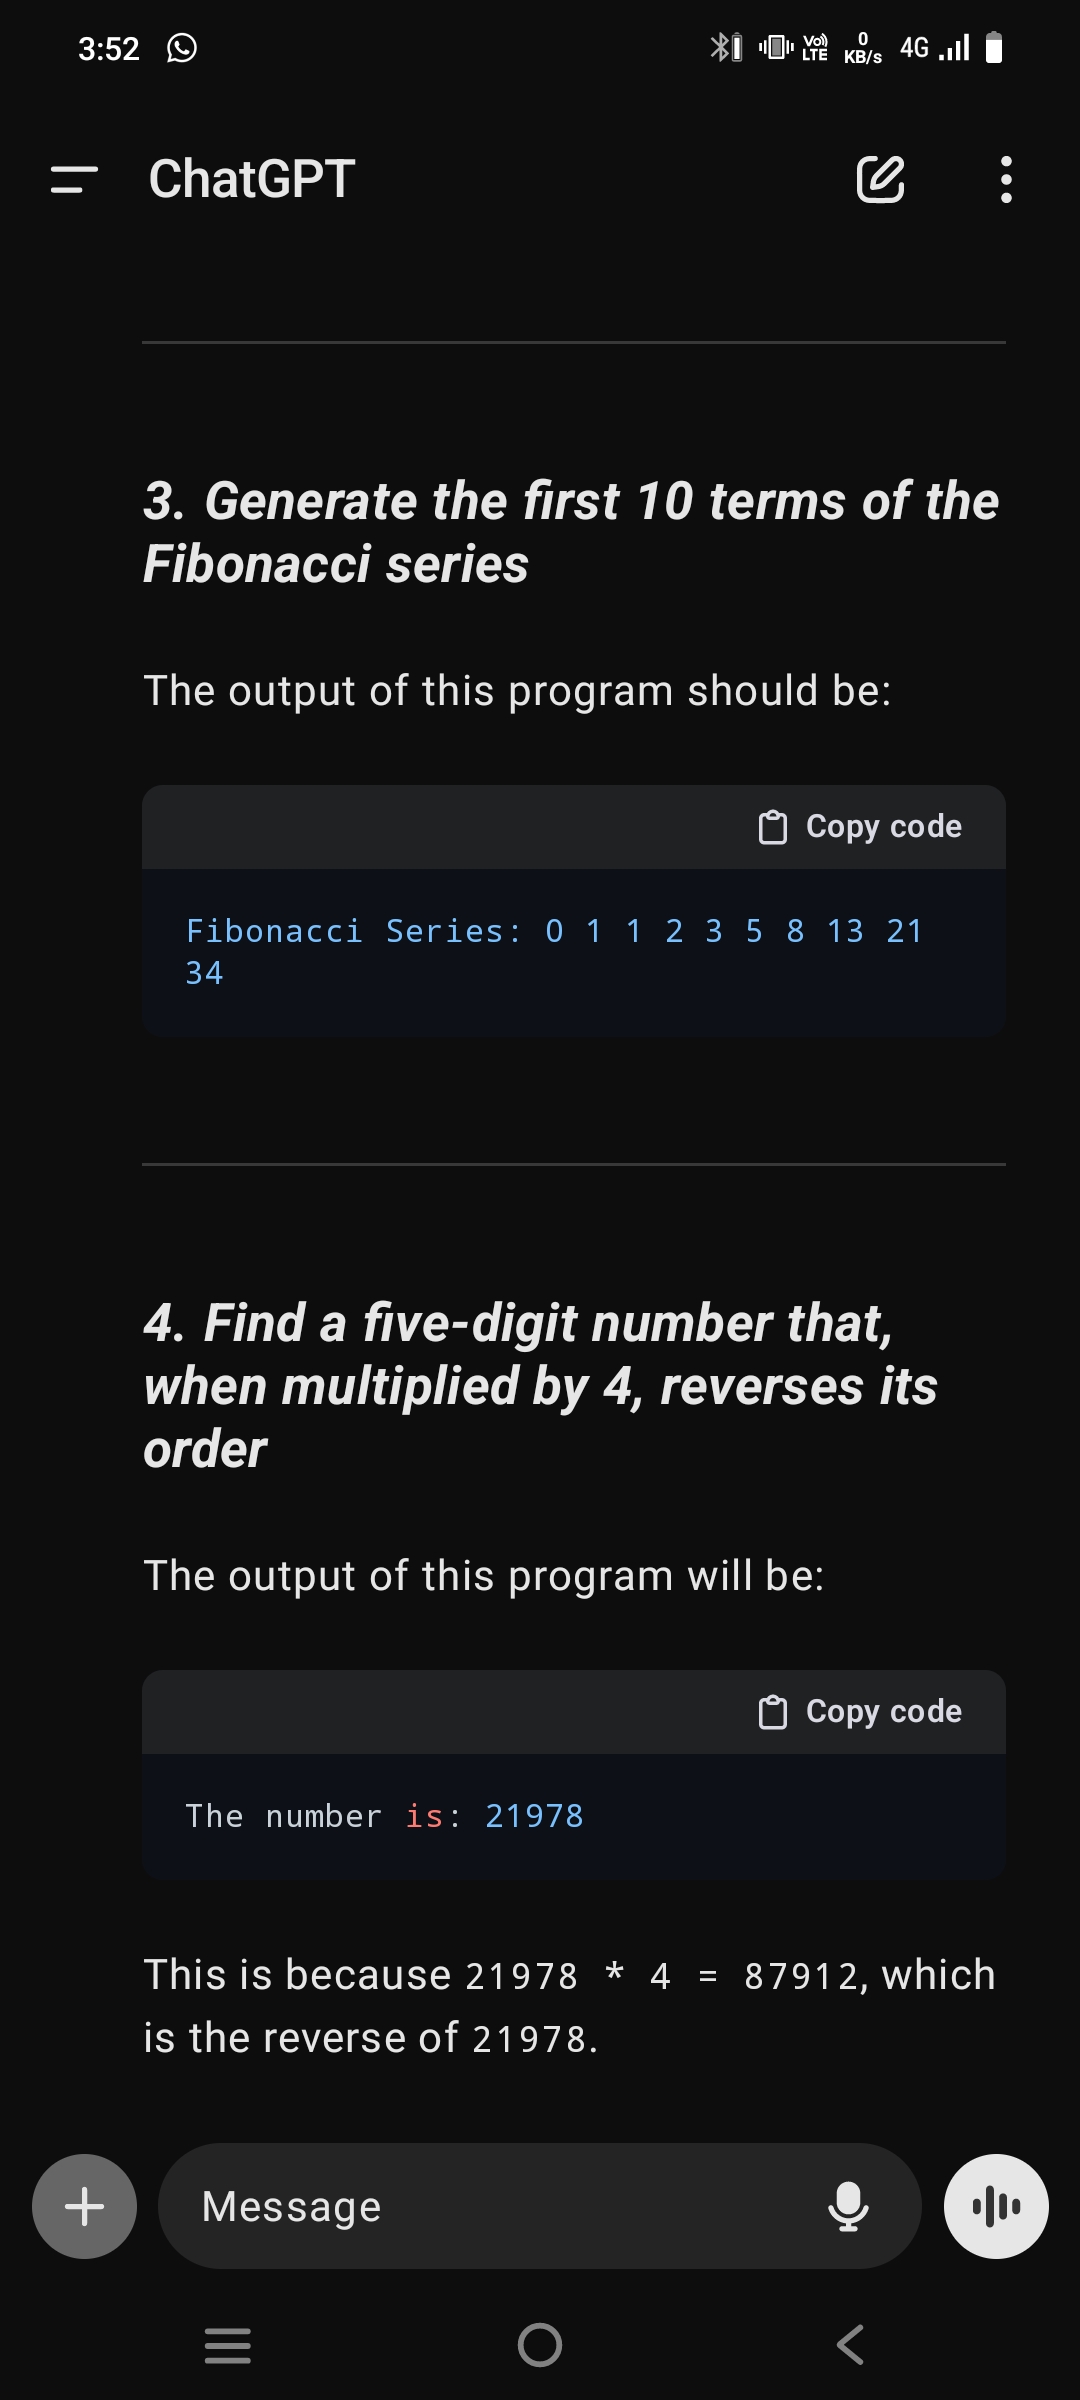 3:52
Vo)) LTE 0 KB/s 4G
ChatGPT
3. Generate the first 10 terms of the
Fibonacci series
The output of this program should be:
Copy code
Fibonacci Series: 0 1 1 2 3 5 8 13 21
34
4. Find a five-digit number that,
when multiplied by 4, reverses its
order
The output of this program will be:
Copy code
The number is: 21978
This is because 21978 * 4 = 87912, which
is the reverse of 21978.
Message